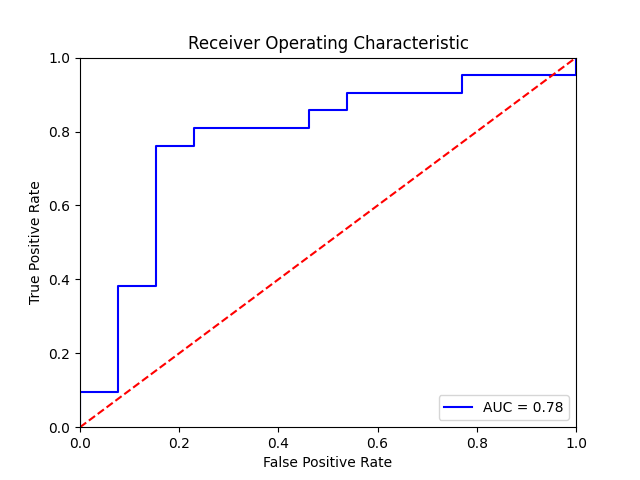 Receiver Operating Characteristic
1.0
0.8
0.6
0.4
0.2
0.0
True Positive Rate
AUC = 0.78
0.0 0.2 0.4 0.6 0.8 1.0
False Positive Rate